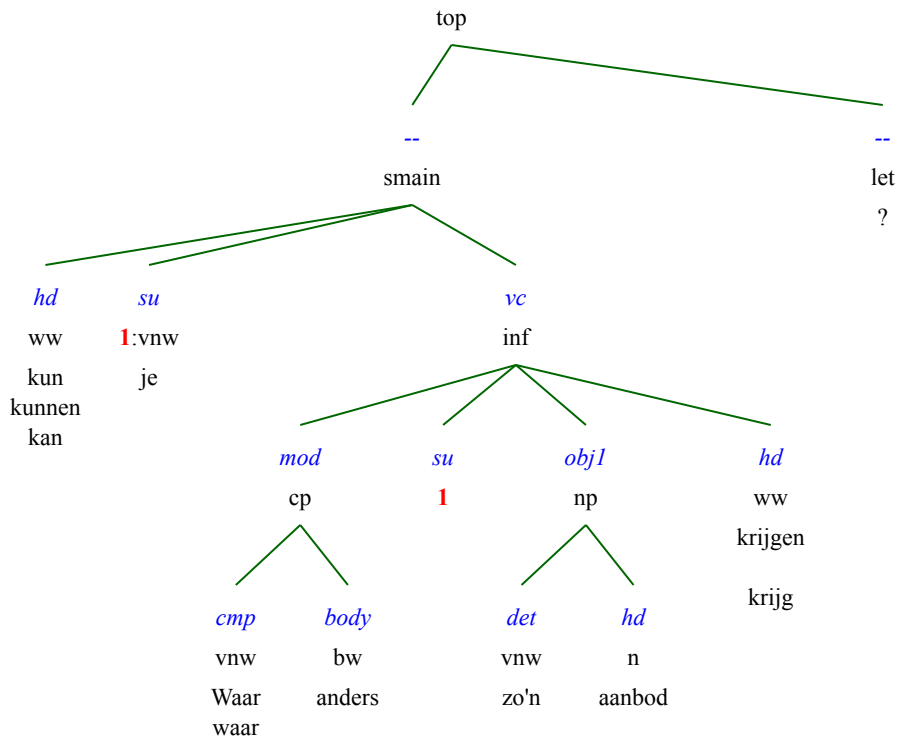 top
-- --
smain let
?
hd su vc
ww 1:vnw inf
kun je
kunnen
kan
mod su obj1 hd
cp 1 np ww
krijgen
krijg
cmp body det hd
vnw bw vnw n
Waar anders zo'n aanbod
waar